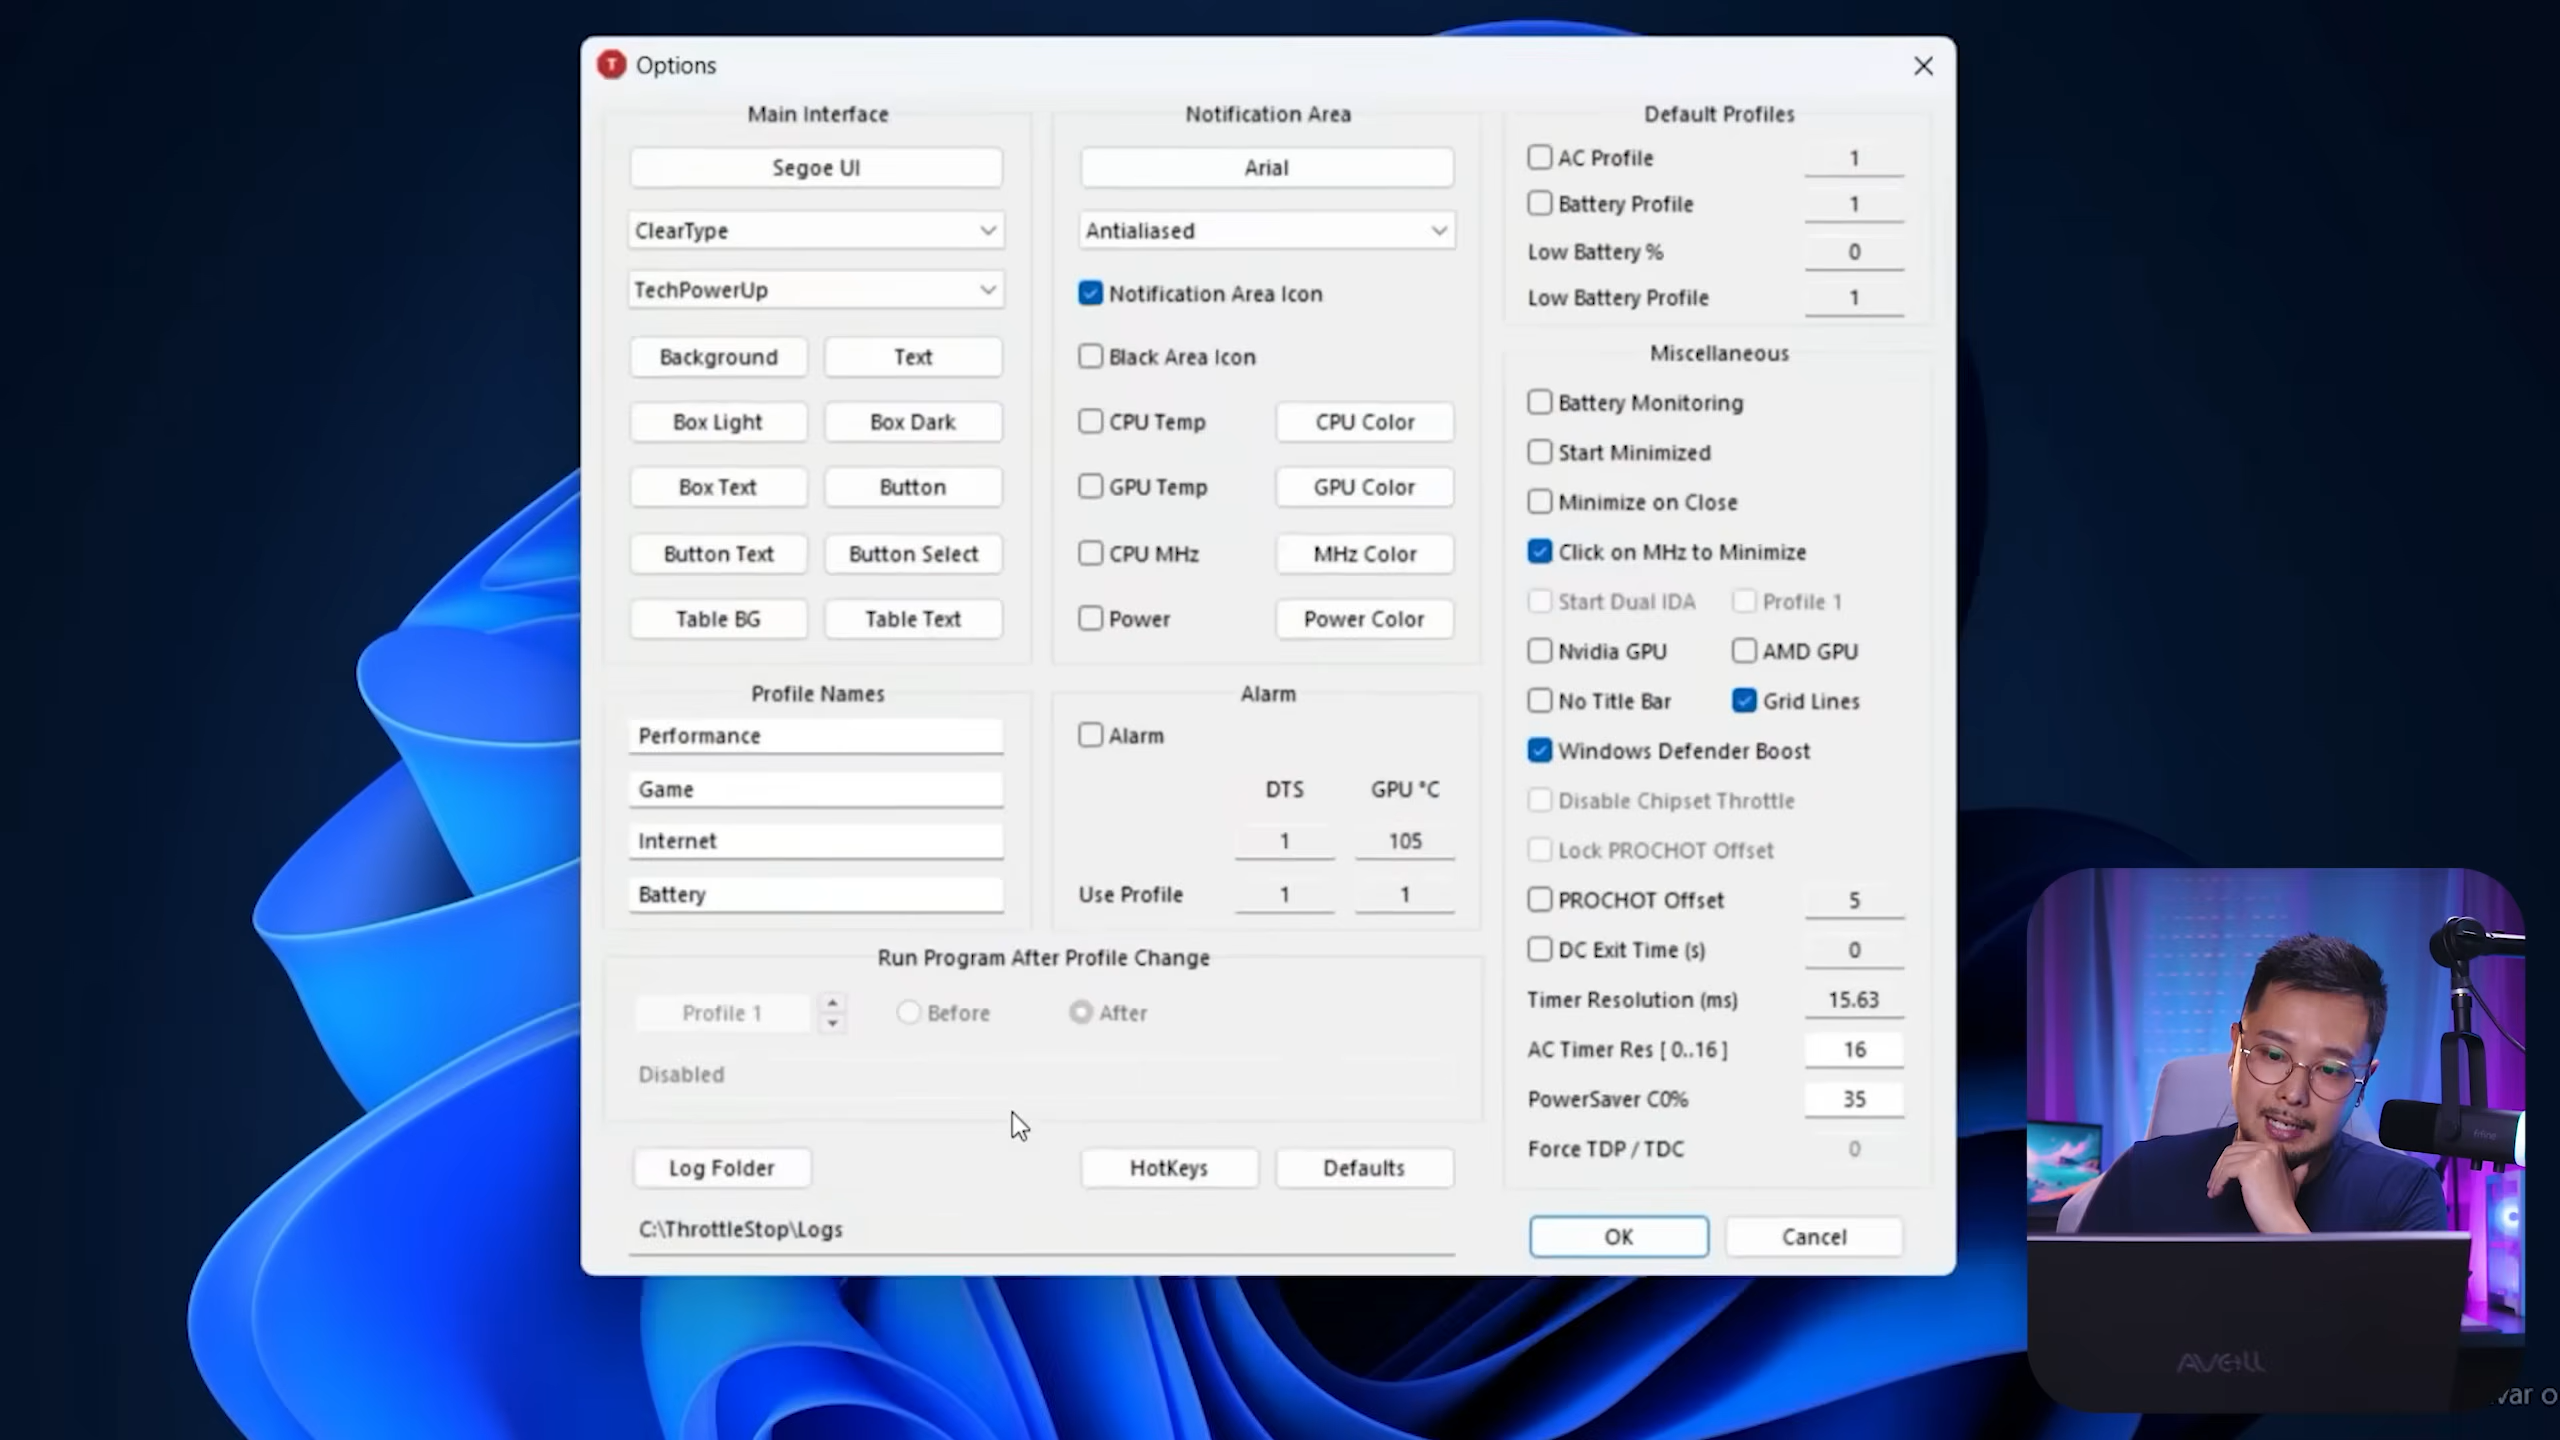 Options
Main Interface
Segoe UI
ClearType
TechPowerUp
Background Text
Box Light Box Dark
Box Text Button
Button Text Button Select
Table BG Table Text
Notification Area
Arial
Antialiased
Notification Area Icon
Black Area Icon
CPU Temp CPU Color
GPU Temp GPU Color
CPU MHz MHz Color
Power Power Color
Default Profiles
AC Profile 1
Battery Profile 1
Low Battery % 0
Low Battery Profile 1
Miscellaneous
Battery Monitoring
Start Minimized
Minimize on Close
Click on MHz to Minimize
Start Dual IDA Profile 1
Nvidia GPU AMD GPU
No Title Bar Grid Lines
Windows Defender Boost
Disable Chipset Throttle
Lock PROCHOT Offset
PROCHOT Offset 5
DC Exit Time (s) 0
Timer Resolution (ms) 15.63
AC Timer Res [ 0..16 ] 16
PowerSaver C0% 35
Force TDP / TDC 0
Profile Names
Performance
Game
Internet
Battery
Alarm
Alarm
DTS GPU °C
1 105
Use Profile 1 1
Run Program After Profile Change
Profile 1 Before After
Disabled
Log Folder HotKeys Defaults
C:\ThrottleStop\Logs
OK Cancel
AVELL